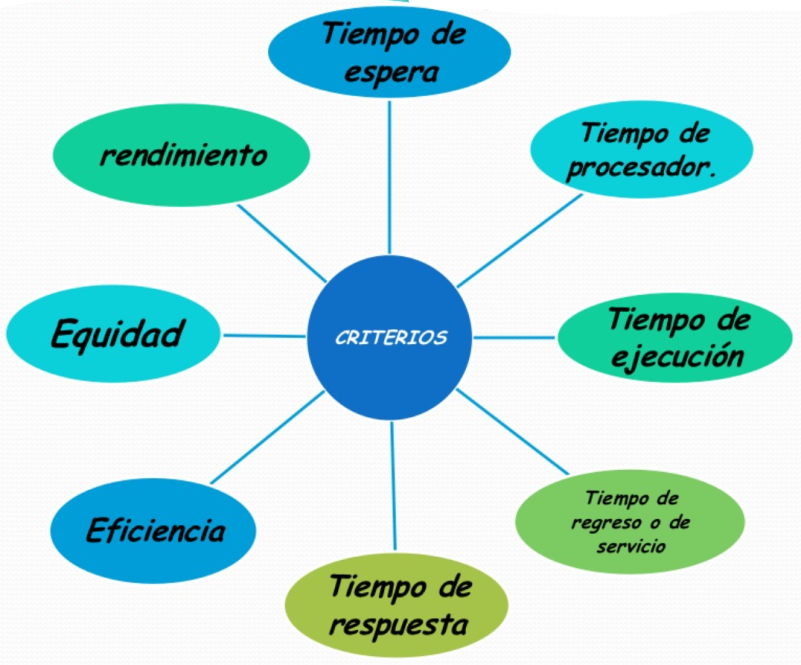 Tiempo de
espera
Tiempo de
procesador.
Tiempo de
ejecución
Tiempo de
regreso o de
servicio
Tiempo de
respuesta
Eficiencia
Equidad
rendimiento
CRITERIOS